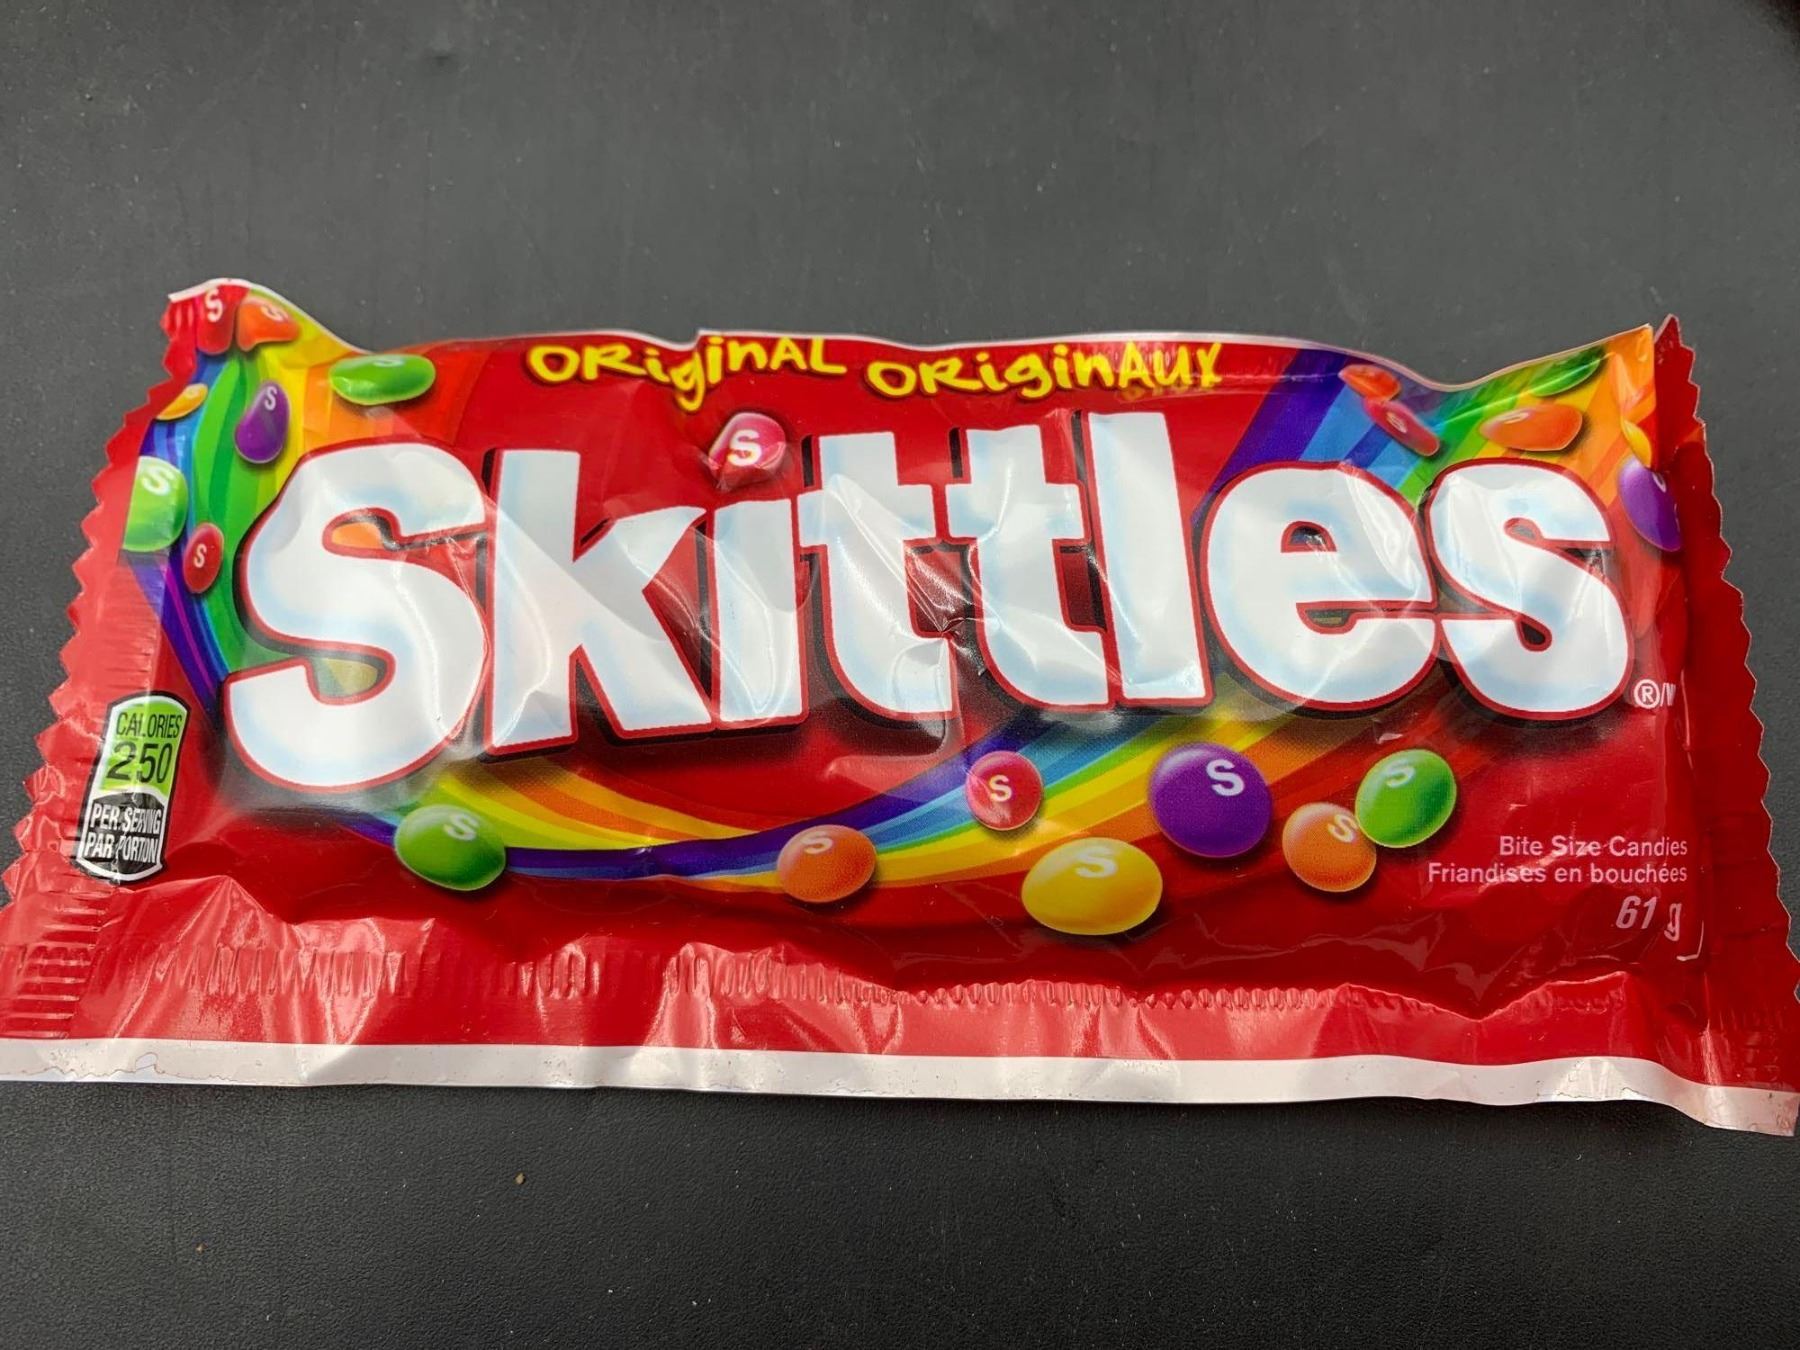 ORiginAL ORiginAUX
Skittles
®/
CALORIES
250
PER SERVING
PAR PORTION
Bite Size Candies
Friandises en bouchées
61 g